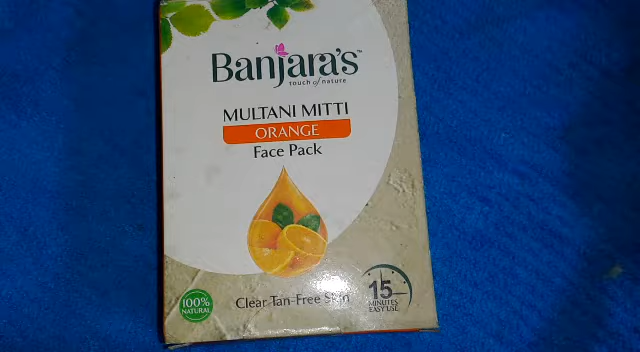 Banjara's™
touch of nature
MULTANI MITTI
ORANGE
Face Pack
100%
NATURAL
Clear Tan-Free Skin
15
MINUTES
EASY USE